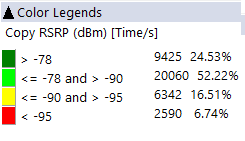 Color Legends
Copy RSRP (dBm) [Time/s]
> -78 9425 24.53%
<= -78 and > -90 20060 52.22%
<= -90 and > -95 6342 16.51%
< -95 2590 6.74%